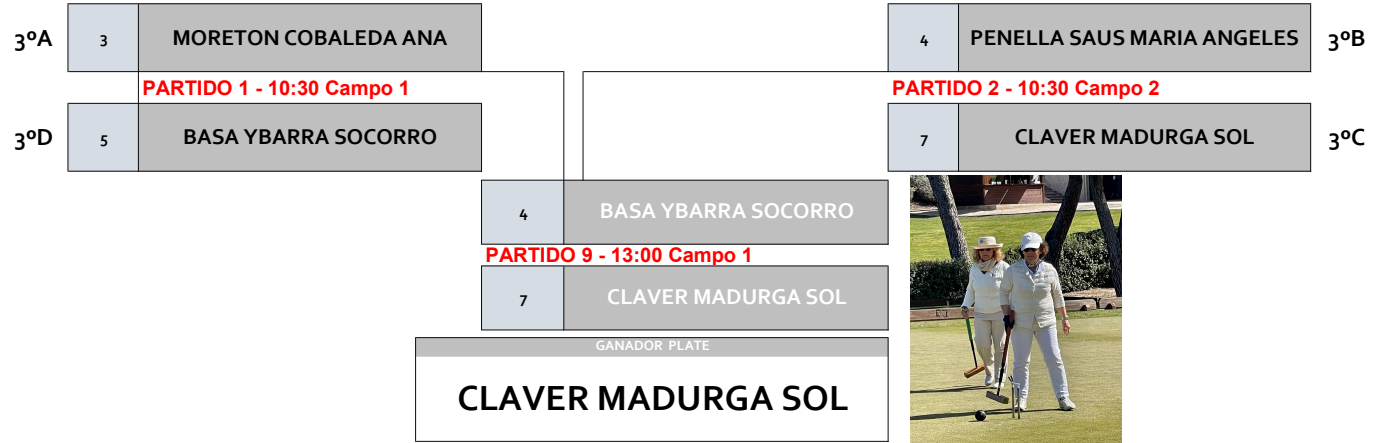 3ºA 3 MORETON COBALEDA ANA 4 PENELLA SAUS MARIA ANGELES 3ºB
PARTIDO 1 - 10:30 Campo 1 PARTIDO 2 - 10:30 Campo 2
3ºD 5 BASA YBARRA SOCORRO 7 CLAVER MADURGA SOL 3ºC
4 BASA YBARRA SOCORRO
PARTIDO 9 - 13:00 Campo 1
7 CLAVER MADURGA SOL
GANADOR PLATE
CLAVER MADURGA SOL